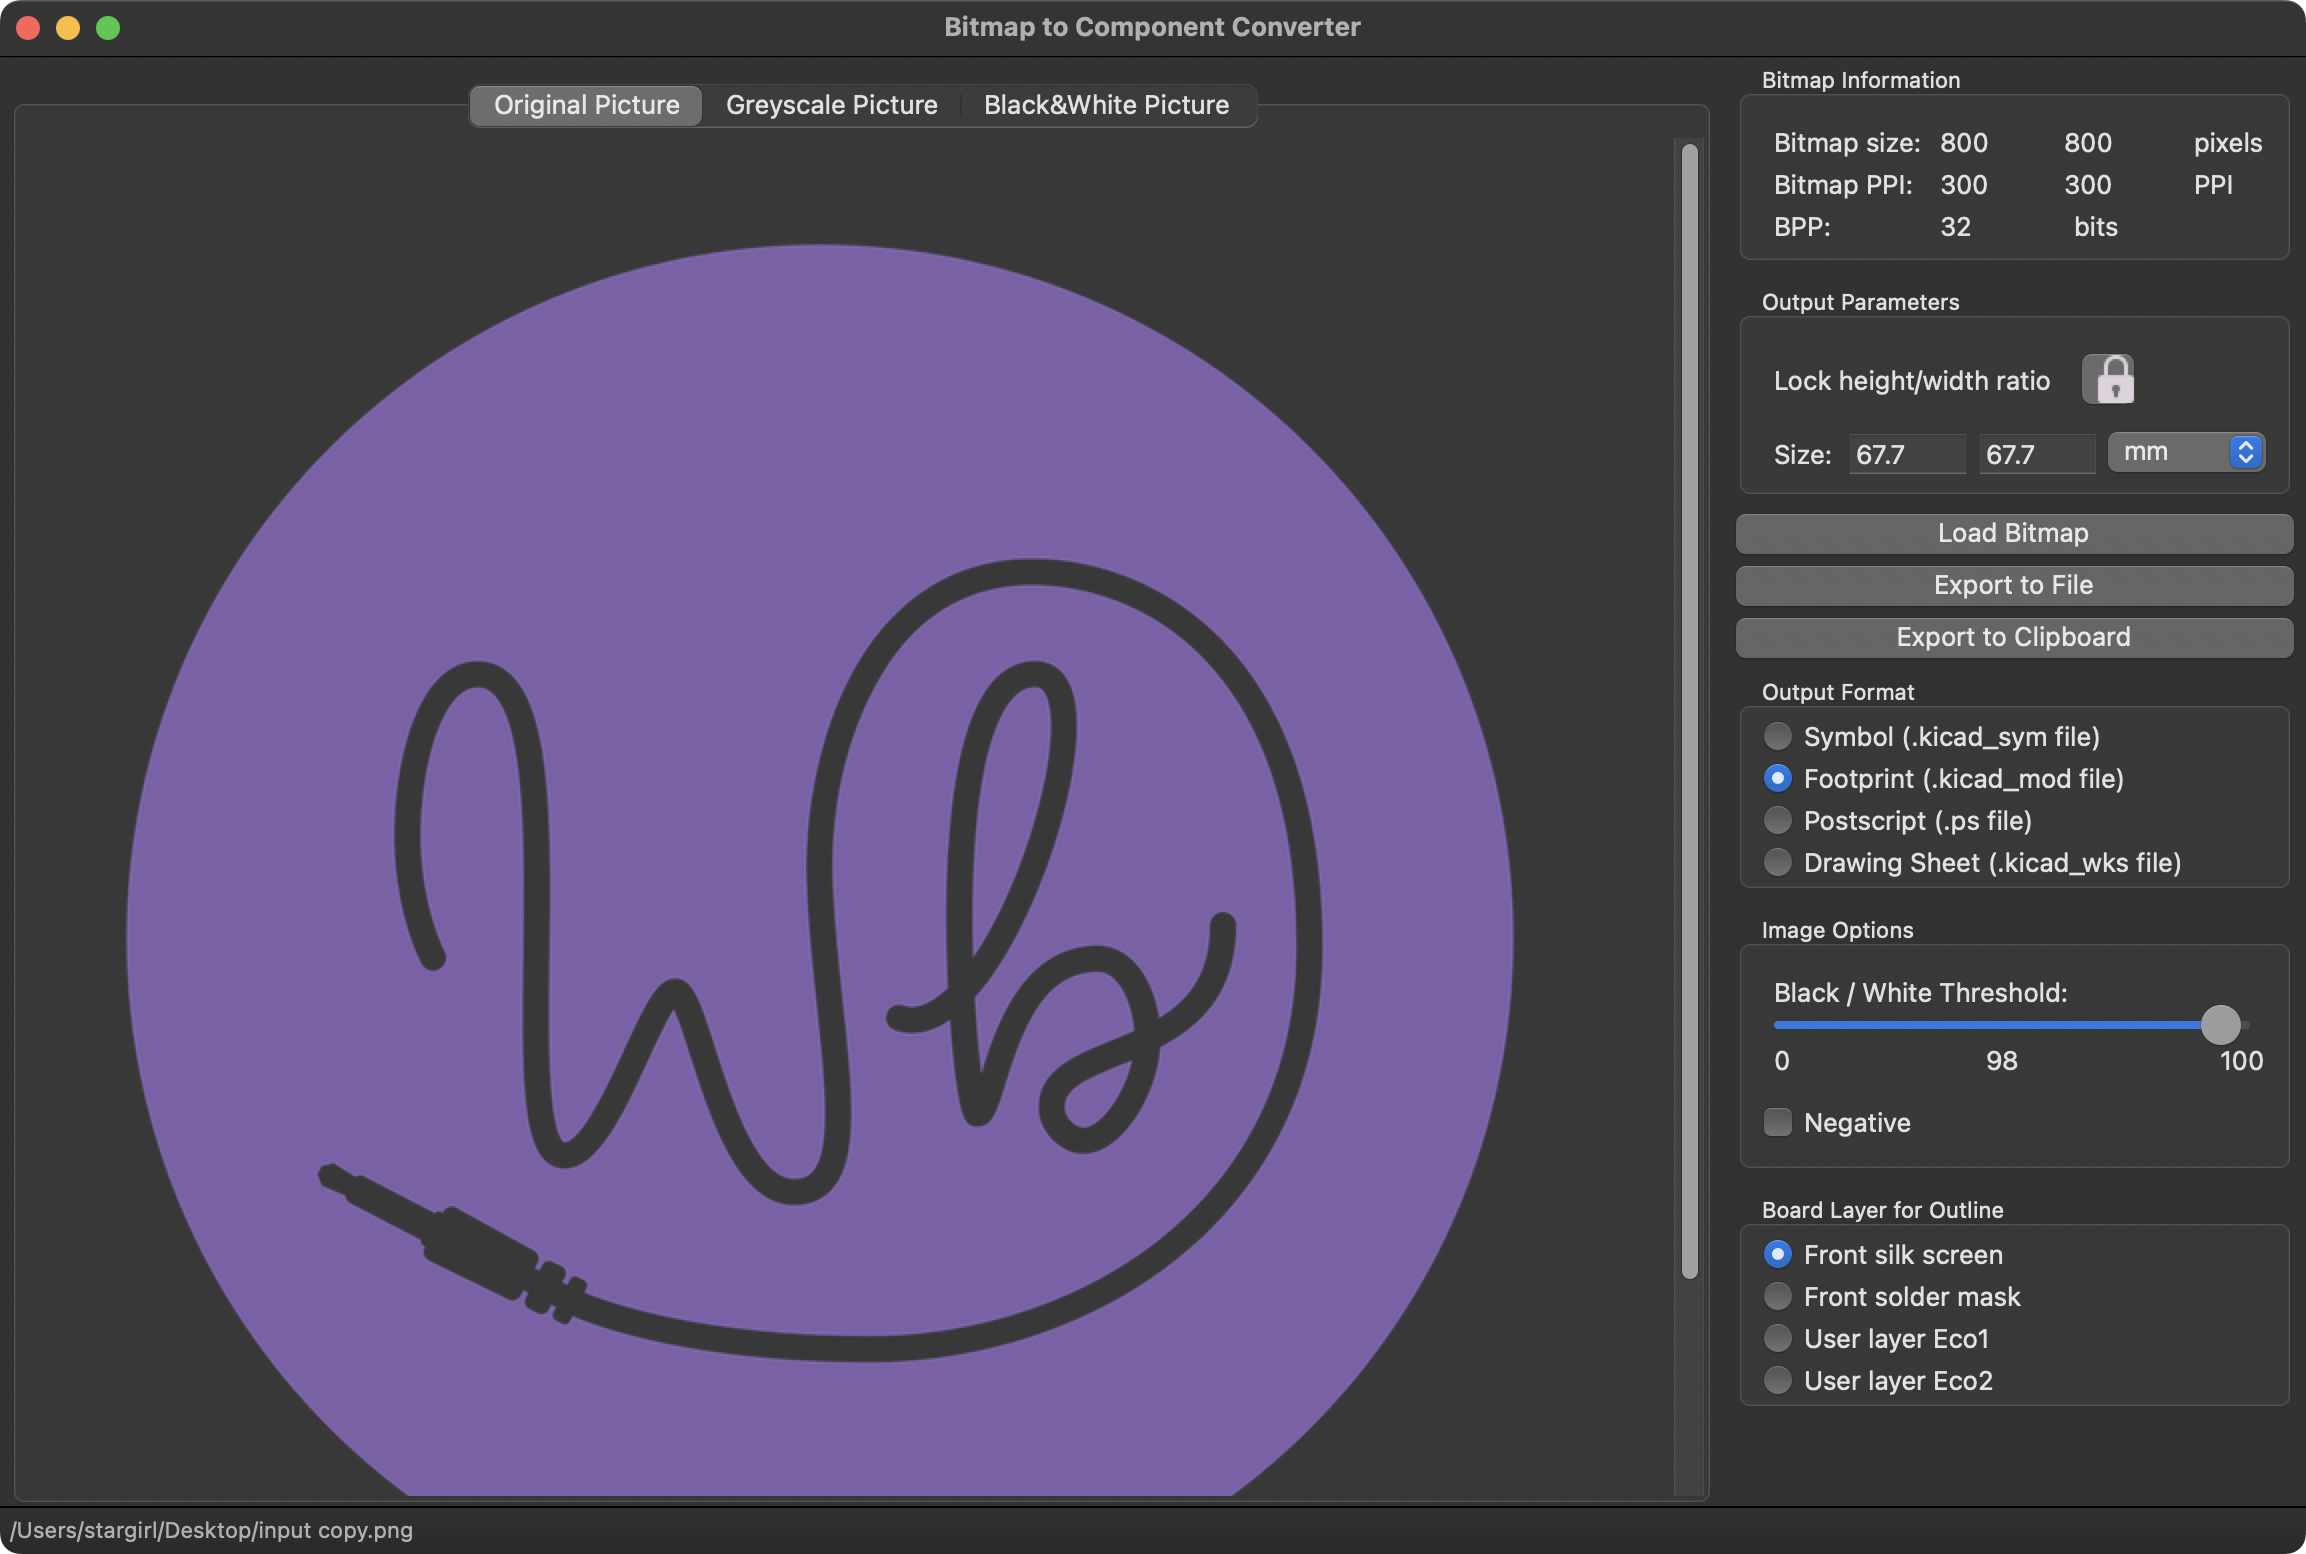 Bitmap to Component Converter
Original Picture Greyscale Picture Black&White Picture
Wb
Bitmap Information
Bitmap size: 800 800 pixels
Bitmap PPI: 300 300 PPI
BPP: 32 bits
Output Parameters
Lock height/width ratio
Size: 67.7 67.7 mm
Load Bitmap
Export to File
Export to Clipboard
Output Format
Symbol (.kicad_sym file)
Footprint (.kicad_mod file)
Postscript (.ps file)
Drawing Sheet (.kicad_wks file)
Image Options
Black / White Threshold:
0 98 100
Negative
Board Layer for Outline
Front silk screen
Front solder mask
User layer Eco1
User layer Eco2
/Users/stargirl/Desktop/input copy.png